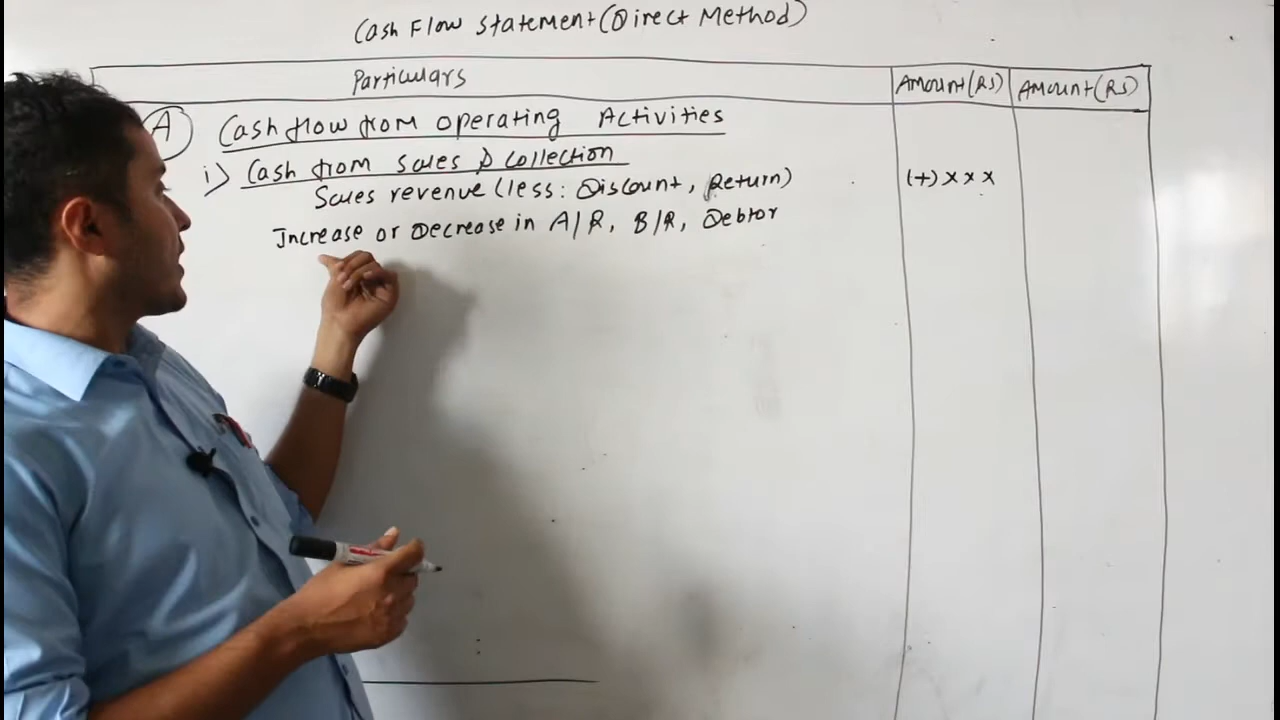 Cash Flow Statement (Direct Method)
Particulars Amount (RS) Amount (RS)
A Cash flow from operating Activities
i) Cash from sales & collection
Sales revenue (less: Discount, Return) (+) x x x
Increase or Decrease in A/R, B/R, Debtor